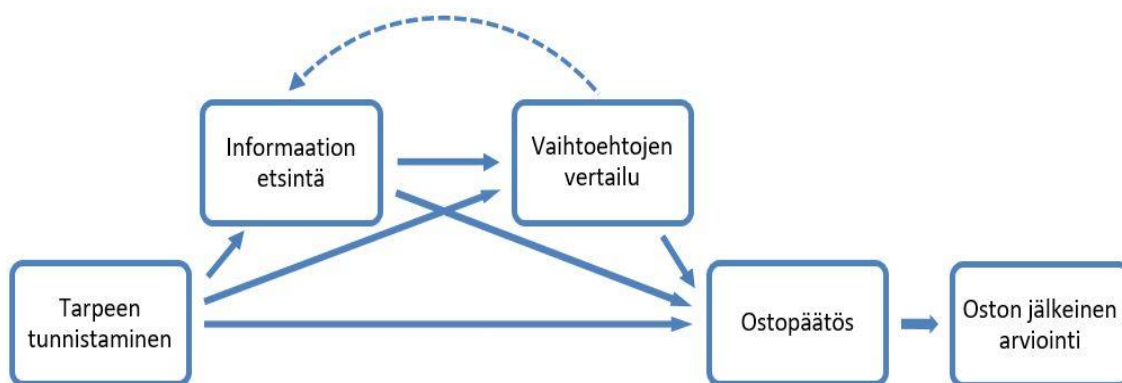 Informaation
etsintä
Vaihtoehtojen
vertailu
Tarpeen
tunnistaminen
Ostopäätös
Oston jälkeinen
arviointi